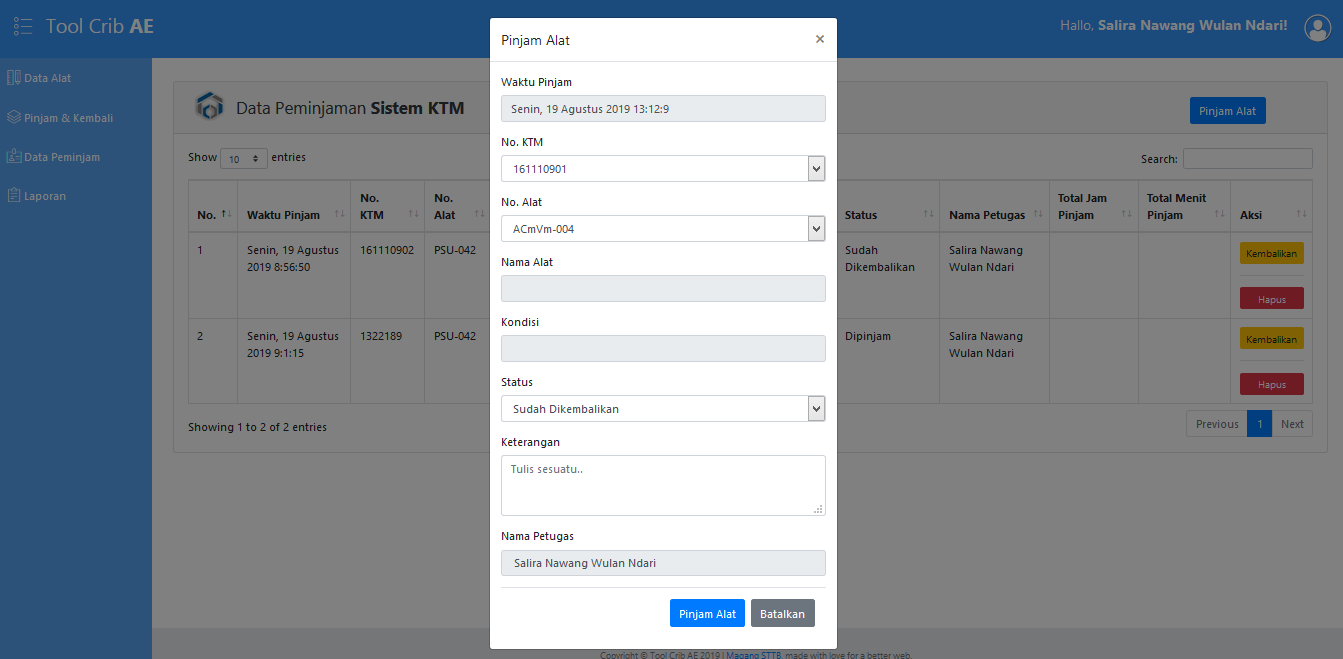 Tool Crib AE
Hallo, Salira Nawang Wulan Ndari!
Data Alat
Pinjam & Kembali
Data Peminjam
Laporan
Data Peminjaman Sistem KTM
Pinjam Alat
Show 10 entries
Search:
No. Waktu Pinjam No. KTM No. Alat Status Nama Petugas Total Jam Pinjam Total Menit Pinjam Aksi
1 Senin, 19 Agustus 2019 8:56:50 161110902 PSU-042 Sudah Dikembalikan Salira Nawang Wulan Ndari Kembalikan
Hapus
2 Senin, 19 Agustus 2019 9:1:15 1322189 PSU-042 Dipinjam Salira Nawang Wulan Ndari Kembalikan
Hapus
Showing 1 to 2 of 2 entries
Previous 1 Next
Pinjam Alat ×
Waktu Pinjam
Senin, 19 Agustus 2019 13:12:9
No. KTM
161110901
No. Alat
ACmVm-004
Nama Alat
Kondisi
Status
Sudah Dikembalikan
Keterangan
Tulis sesuatu..
Nama Petugas
Salira Nawang Wulan Ndari
Pinjam Alat Batalkan
Copyright © Tool Crib AE 2019 | Magang STTB, made with love for a better web.